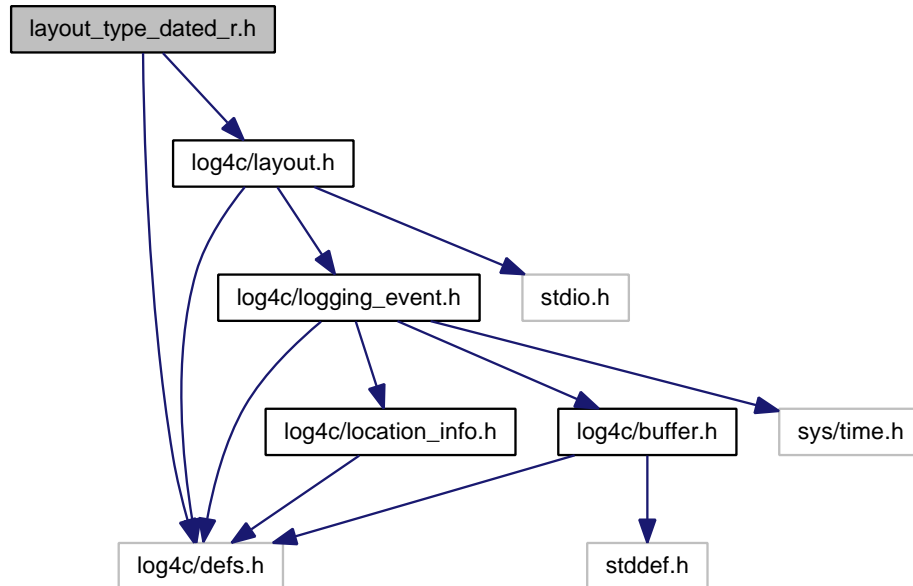 layout_type_dated_r.h
log4c/layout.h
log4c/logging_event.h
stdio.h
log4c/location_info.h
log4c/buffer.h
sys/time.h
log4c/defs.h
stddef.h